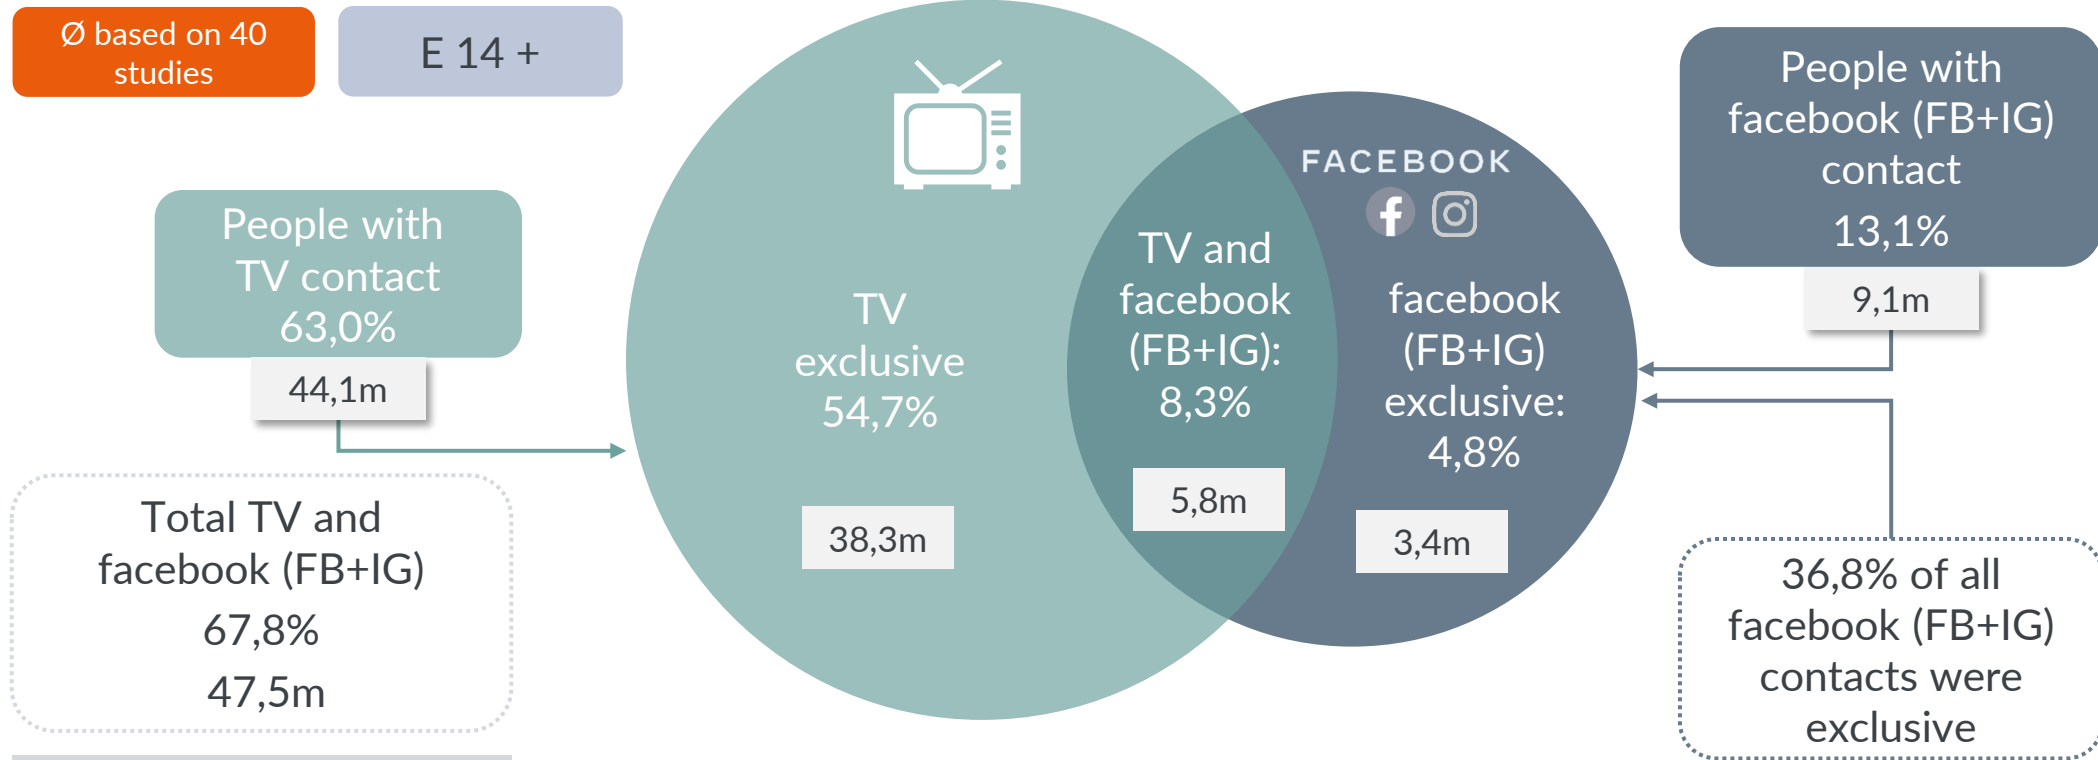 Ø based on 40
studies
E 14 +
People with
TV contact
63,0%
44,1m
Total TV and
facebook (FB+IG)
67,8%
47,5m
TV
exclusive
54,7%
38,3m
TV and
facebook
(FB+IG):
8,3%
5,8m
FACEBOOK
facebook
(FB+IG)
exclusive:
4,8%
3,4m
People with
facebook (FB+IG)
contact
13,1%
9,1m
36,8% of all
facebook (FB+IG)
contacts were
exclusive